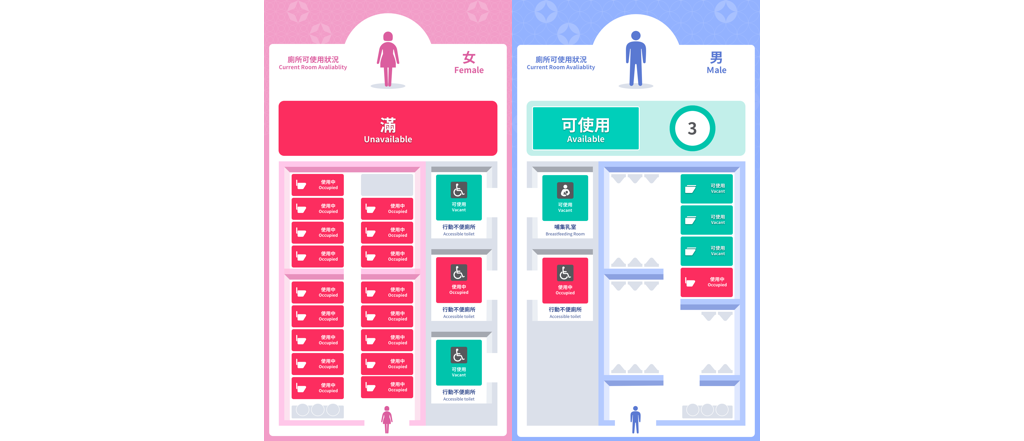 廁所可使用狀況
Current Room Avaliablity
女
Female
滿
Unavailable
使用中
Occupied
使用中
Occupied
使用中
Occupied
使用中
Occupied
使用中
Occupied
使用中
Occupied
使用中
Occupied
使用中
Occupied
使用中
Occupied
使用中
Occupied
使用中
Occupied
使用中
Occupied
使用中
Occupied
使用中
Occupied
使用中
Occupied
使用中
Occupied
使用中
Occupied
可使用
Vacant
行動不便廁所
Accessible toilet
使用中
Occupied
行動不便廁所
Accessible toilet
可使用
Vacant
行動不便廁所
Accessible toilet
廁所可使用狀況
Current Room Avaliablity
男
Male
可使用
Available
3
可使用
Vacant
哺集乳室
Breastfeeding Room
使用中
Occupied
行動不便廁所
Accessible toilet
可使用
Vacant
可使用
Vacant
可使用
Vacant
使用中
Occupied